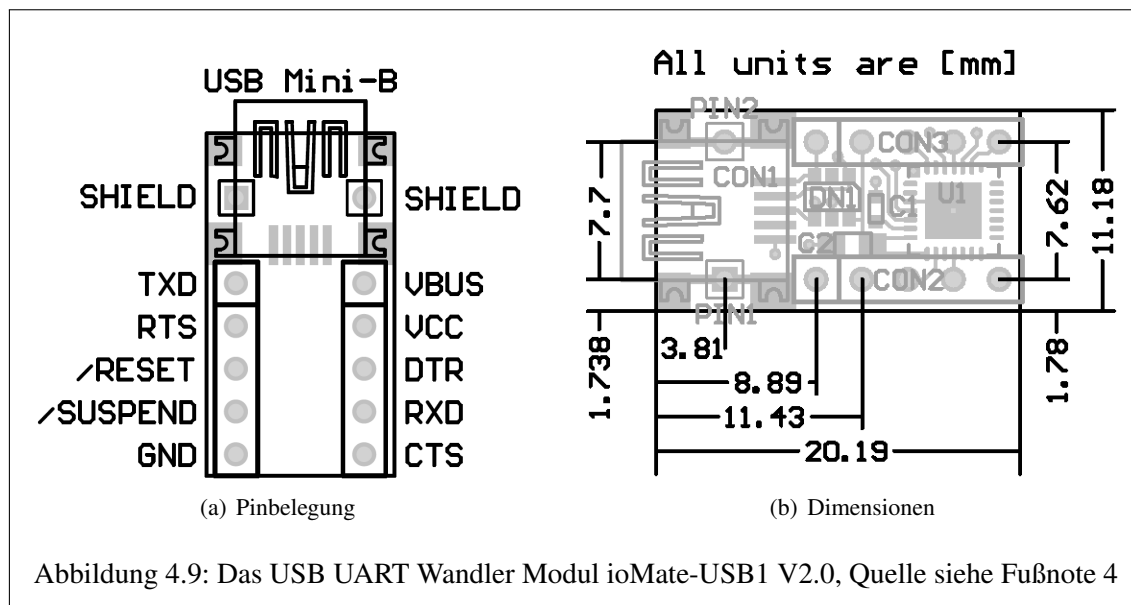 USB Mini-B
SHIELD SHIELD
TXD VBUS
RTS VCC
/RESET DTR
/SUSPEND RXD
GND CTS
(a) Pinbelegung
All units are [mm]
PIN2
CON3
CON1
DN1
C1
U1
C2
CON2
PIN1
7.7
7.62
11.18
1.738
3.81
8.89
11.43
20.19
1.78
(b) Dimensionen
Abbildung 4.9: Das USB UART Wandler Modul ioMate-USB1 V2.0, Quelle siehe Fußnote 4